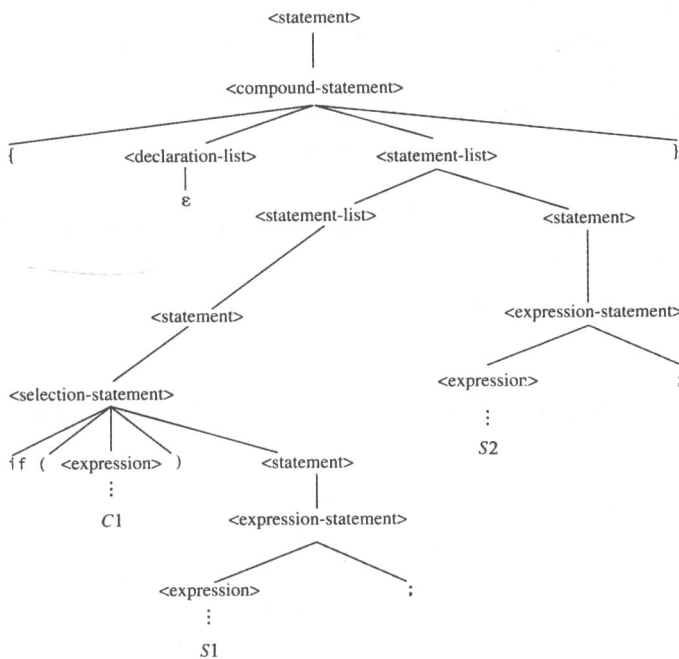 <statement>
<compound-statement>
{ <declaration-list> <statement-list> }
ε
<statement-list> <statement>
<statement> <expression-statement>
<selection-statement> <expression>
⋮
S2
if ( <expression> ) <statement>
⋮
C1 <expression-statement>
<expression> ;
⋮
S1